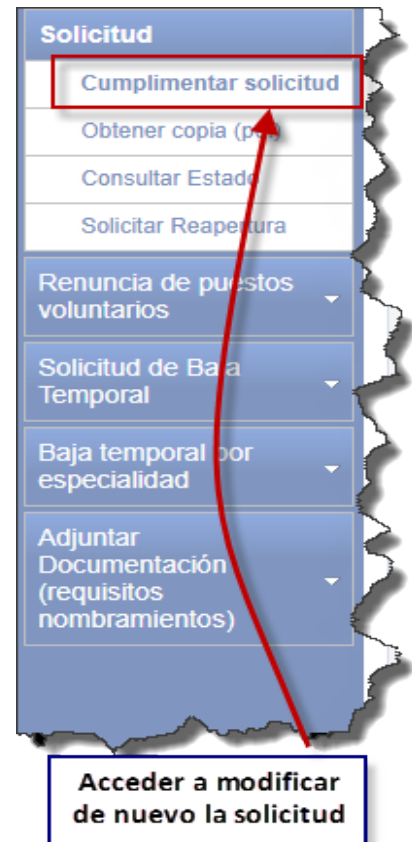 Solicitud
Cumplimentar solicitud
Obtener copia (pdf)
Consultar Estado
Solicitar Reapertura
Renuncia de puestos
voluntarios
Solicitud de Baja
Temporal
Baja temporal por
especialidad
Adjuntar
Documentación
(requisitos
nombramientos)
Acceder a modificar
de nuevo la solicitud